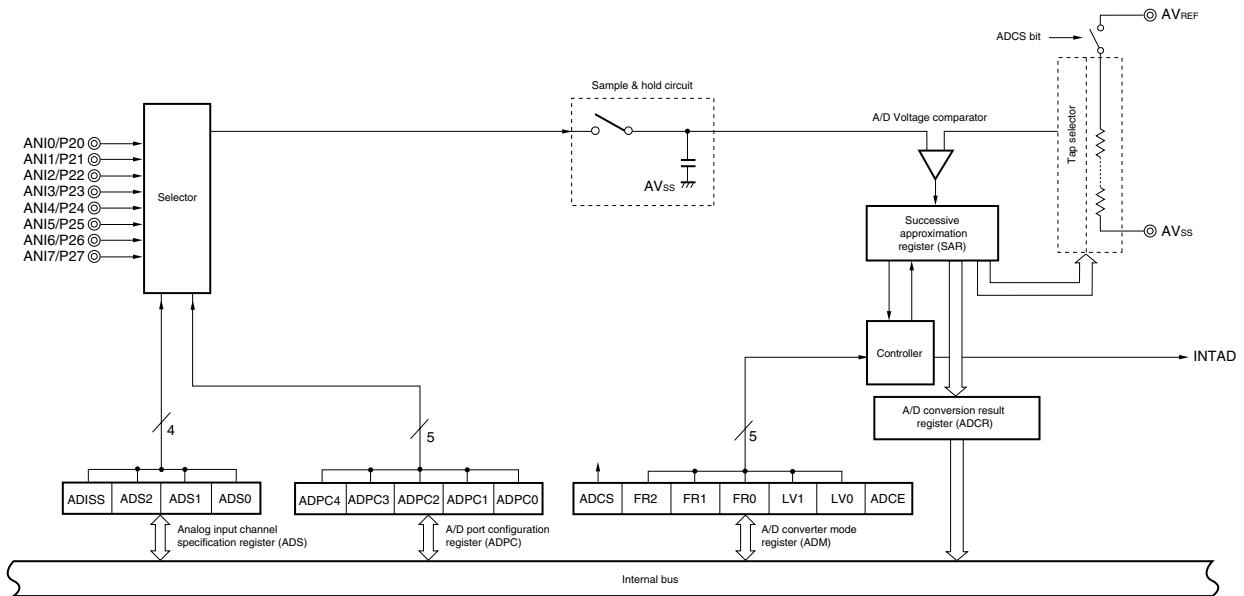 AVREF
ADCS bit
Sample & hold circuit
A/D Voltage comparator
Tap selector
ANI0/P20
ANI1/P21
ANI2/P22
ANI3/P23
ANI4/P24
ANI5/P25
ANI6/P26
ANI7/P27
Selector
AVSS
Successive
approximation
register (SAR)
AVSS
Controller
INTAD
A/D conversion result
register (ADCR)
4
5
5
ADISS ADS2 ADS1 ADS0
ADPC4 ADPC3 ADPC2 ADPC1 ADPC0
ADCS FR2 FR1 FR0 LV1 LV0 ADCE
Analog input channel
specification register (ADS)
A/D port configuration
register (ADPC)
A/D converter mode
register (ADM)
Internal bus